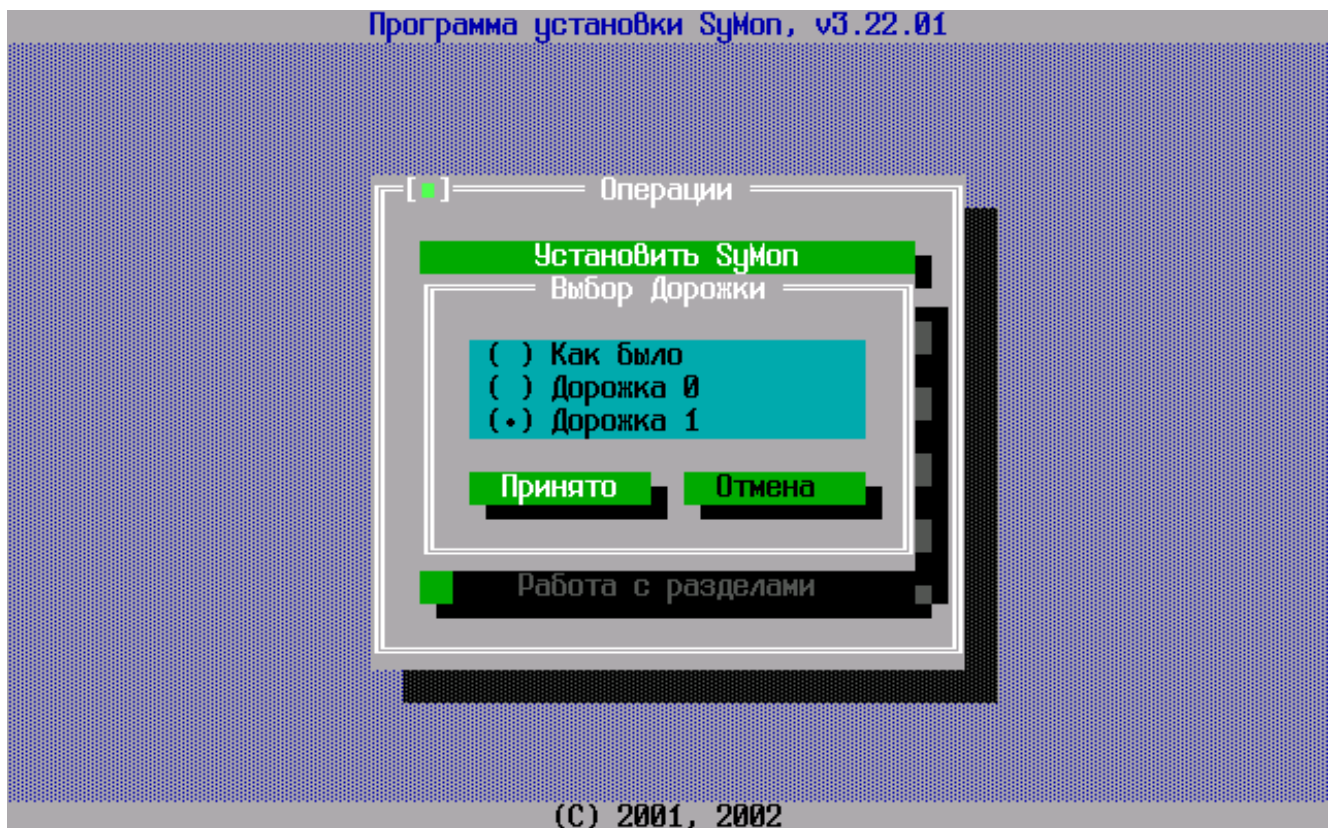 Программа установки SyMon, v3.22.01
Операции
Установить SyMon
Выбор Дорожки
( ) Как было
( ) Дорожка 0
(•) Дорожка 1
Принято Отмена
Работа с разделами
(C) 2001, 2002